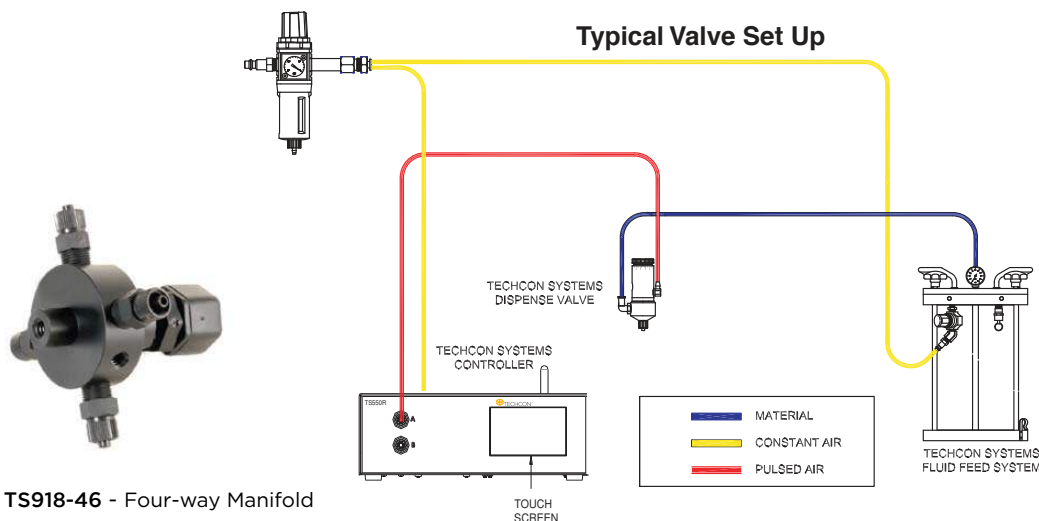 Typical Valve Set Up
TECHCON SYSTEMS
DISPENSE VALVE
TECHCON SYSTEMS
CONTROLLER
TS550R
TECHCON
A
B
MATERIAL
CONSTANT AIR
PULSED AIR
TECHCON SYSTEMS
FLUID FEED SYSTEM
TOUCH
SCREEN
TS918-46 - Four-way Manifold